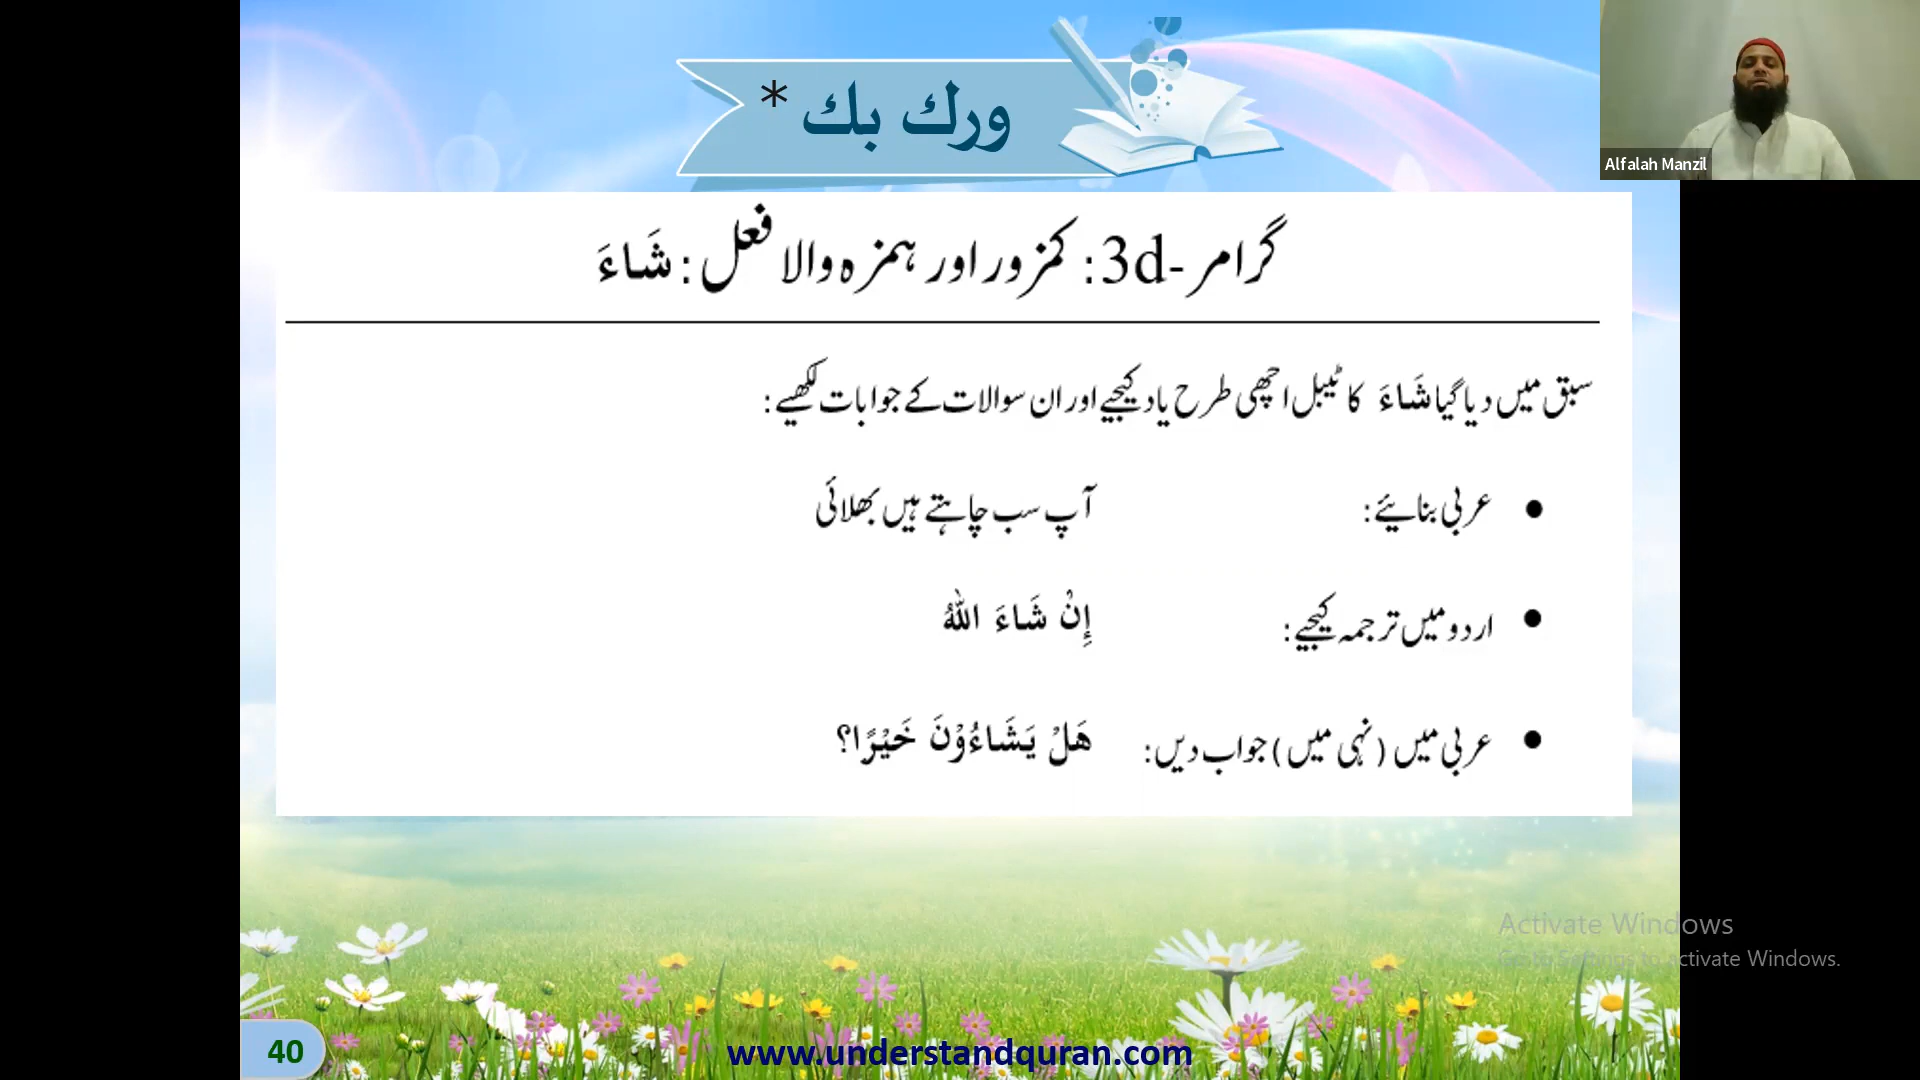 ورك بك *
Alfalah Manzil
گرامر -3d: کمزور اور ہمزہ والا فعل: شَاءَ
سبق میں دیا گیا شَاءَ کا ٹیبل اچھی طرح یاد کیجیے اور ان سوالات کے جوابات لکھیے:
• عربی بنایئے: آپ سب چاہتے ہیں بھلائی
• اردو میں ترجمہ کیجیے: إِنْ شَاءَ اللّٰهُ
• عربی میں (نہی میں) جواب دیں: هَلْ يَشَاءُوْنَ خَيْرًا؟
Activate Windows
Go to Settings to activate Windows.
40
www.understandquran.com